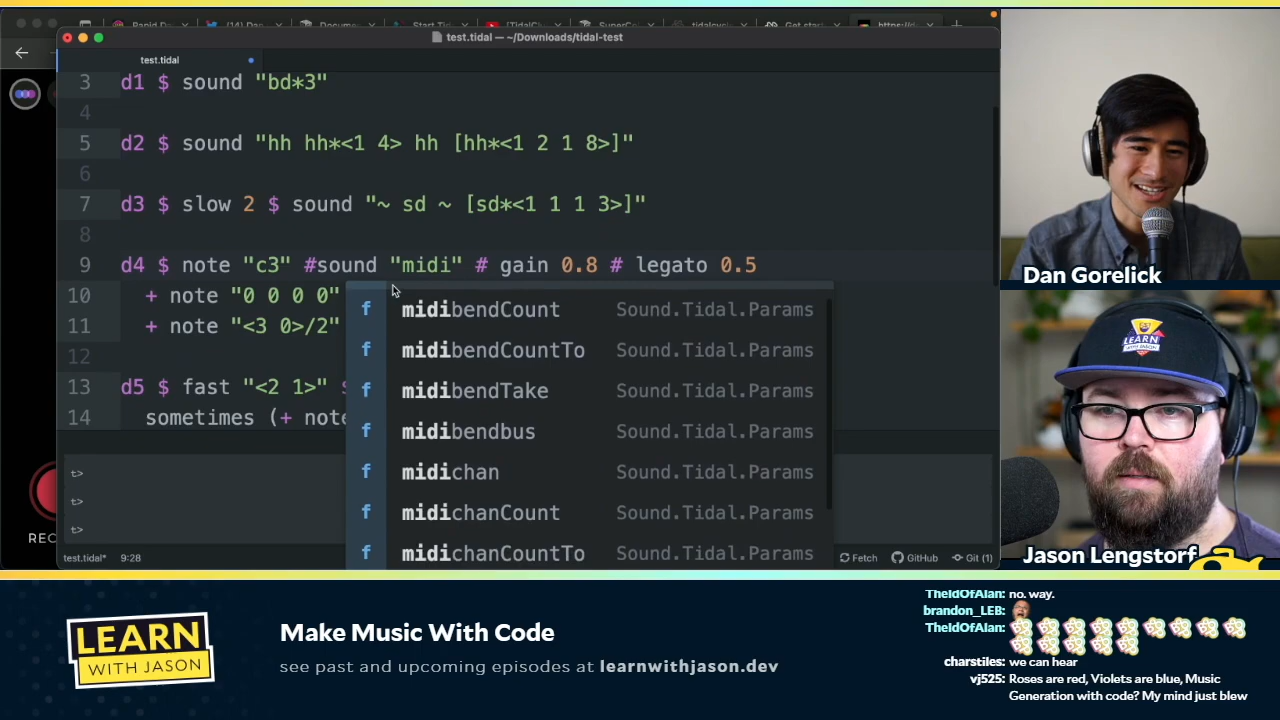 test.tidal — ~/Downloads/tidal-test
test.tidal
3 d1 $ sound "bd*3"
4
5 d2 $ sound "hh hh*<1 4> hh [hh*<1 2 1 8>]"
6
7 d3 $ slow 2 $ sound "~ sd ~ [sd*<1 1 1 3>]"
8
9 d4 $ note "c3" #sound "midi" # gain 0.8 # legato 0.5
10 + note "0 0 0 0"
11 + note "<3 0>/2"
12
13 d5 $ fast "<2 1>" $
14 sometimes (+ note
f midibendCount Sound.Tidal.Params
f midibendCountTo Sound.Tidal.Params
f midibendTake Sound.Tidal.Params
f midibendbus Sound.Tidal.Params
f midichan Sound.Tidal.Params
f midichanCount Sound.Tidal.Params
f midichanCountTo Sound.Tidal.Params
t>
t>
t>
REC
test.tidal* 9:28 Fetch GitHub Git (1)
Dan Gorelick
LEARN
Jason Lengstorf
LEARN
WITH JASON
Make Music With Code
see past and upcoming episodes at learnwithjason.dev
TheIdOfAlan: no. way.
brandon_LEB:
TheIdOfAlan:
charstiles: we can hear
vj525: Roses are red, Violets are blue, Music
Generation with code? My mind just blew